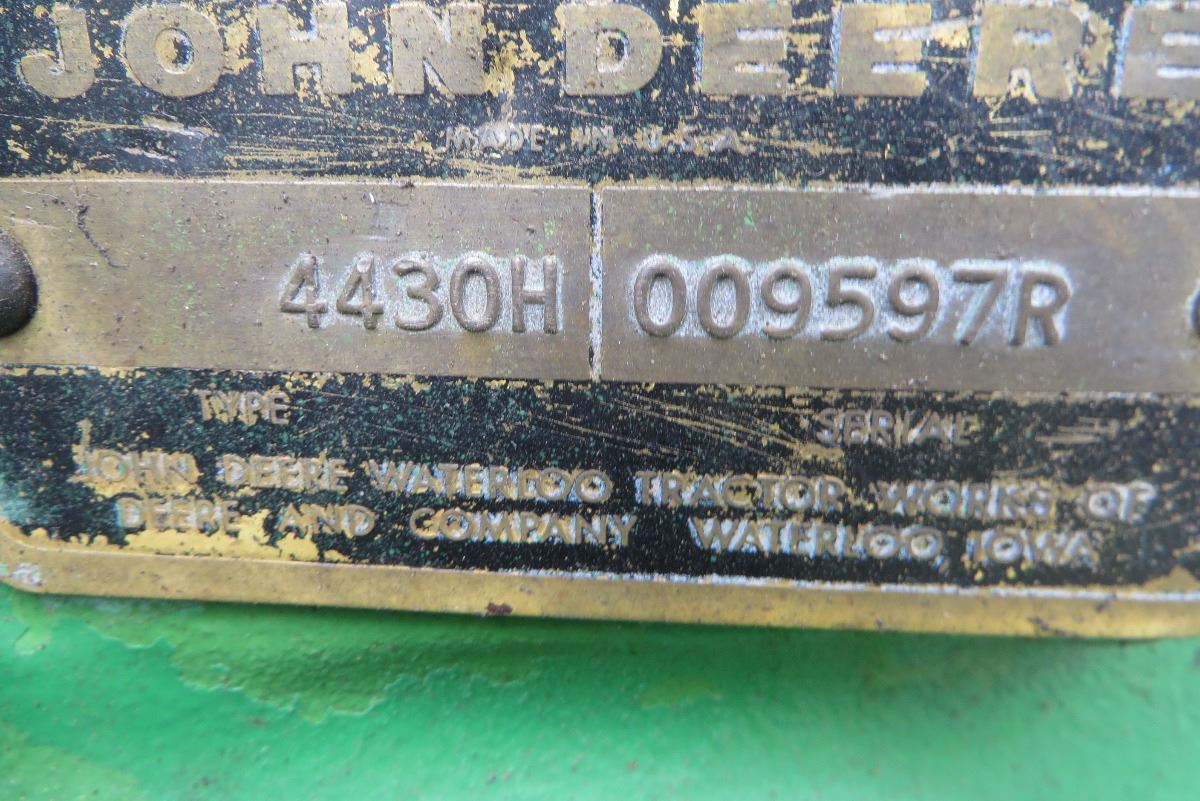 JOHN DEERE
MADE IN U.S.A.
4430H 009597R
TYPE SERIAL
JOHN DEERE WATERLOO TRACTOR WORKS OF
DEERE AND COMPANY WATERLOO, IOWA